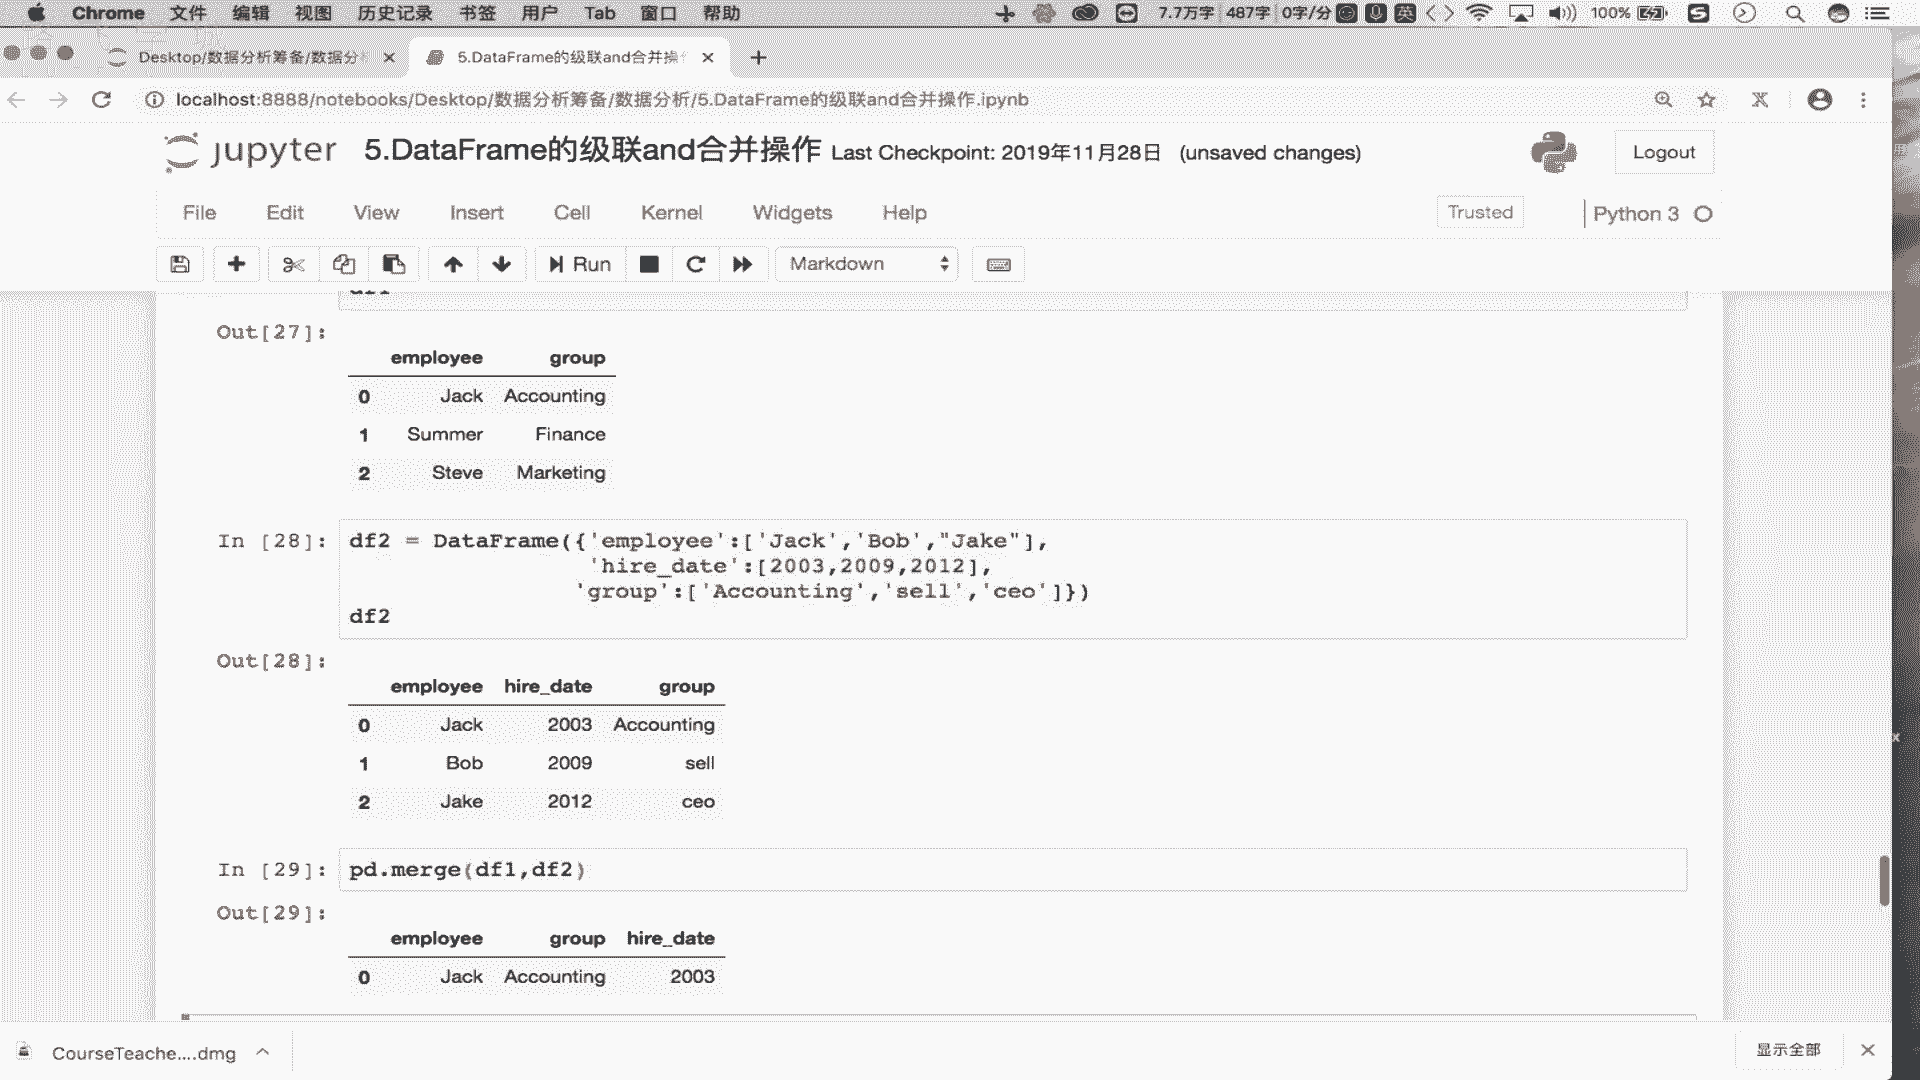 Chrome 文件 编辑 视图 历史记录 书签 用户 Tab 窗口 帮助 7.7万字 487字 0字/分 英 100%
Desktop/数据分析筹备/数据分 5.DataFrame的级联and合并操
localhost:8888/notebooks/Desktop/数据分析筹备/数据分析/5.DataFrame的级联and合并操作.ipynb
jupyter 5.DataFrame的级联and合并操作 Last Checkpoint: 2019年11月28日 (unsaved changes) Logout
File Edit View Insert Cell Kernel Widgets Help Trusted Python 3
Run Markdown
Out[27]:
employee group
0 Jack Accounting
1 Summer Finance
2 Steve Marketing
In [28]: df2 = DataFrame({'employee':['Jack','Bob',"Jake"],
'hire_date':[2003,2009,2012],
'group':['Accounting','sell','ceo']})
df2
Out[28]:
employee hire_date group
0 Jack 2003 Accounting
1 Bob 2009 sell
2 Jake 2012 ceo
In [29]: pd.merge(df1,df2)
Out[29]:
employee group hire_date
0 Jack Accounting 2003
CourseTeache....dmg 显示全部